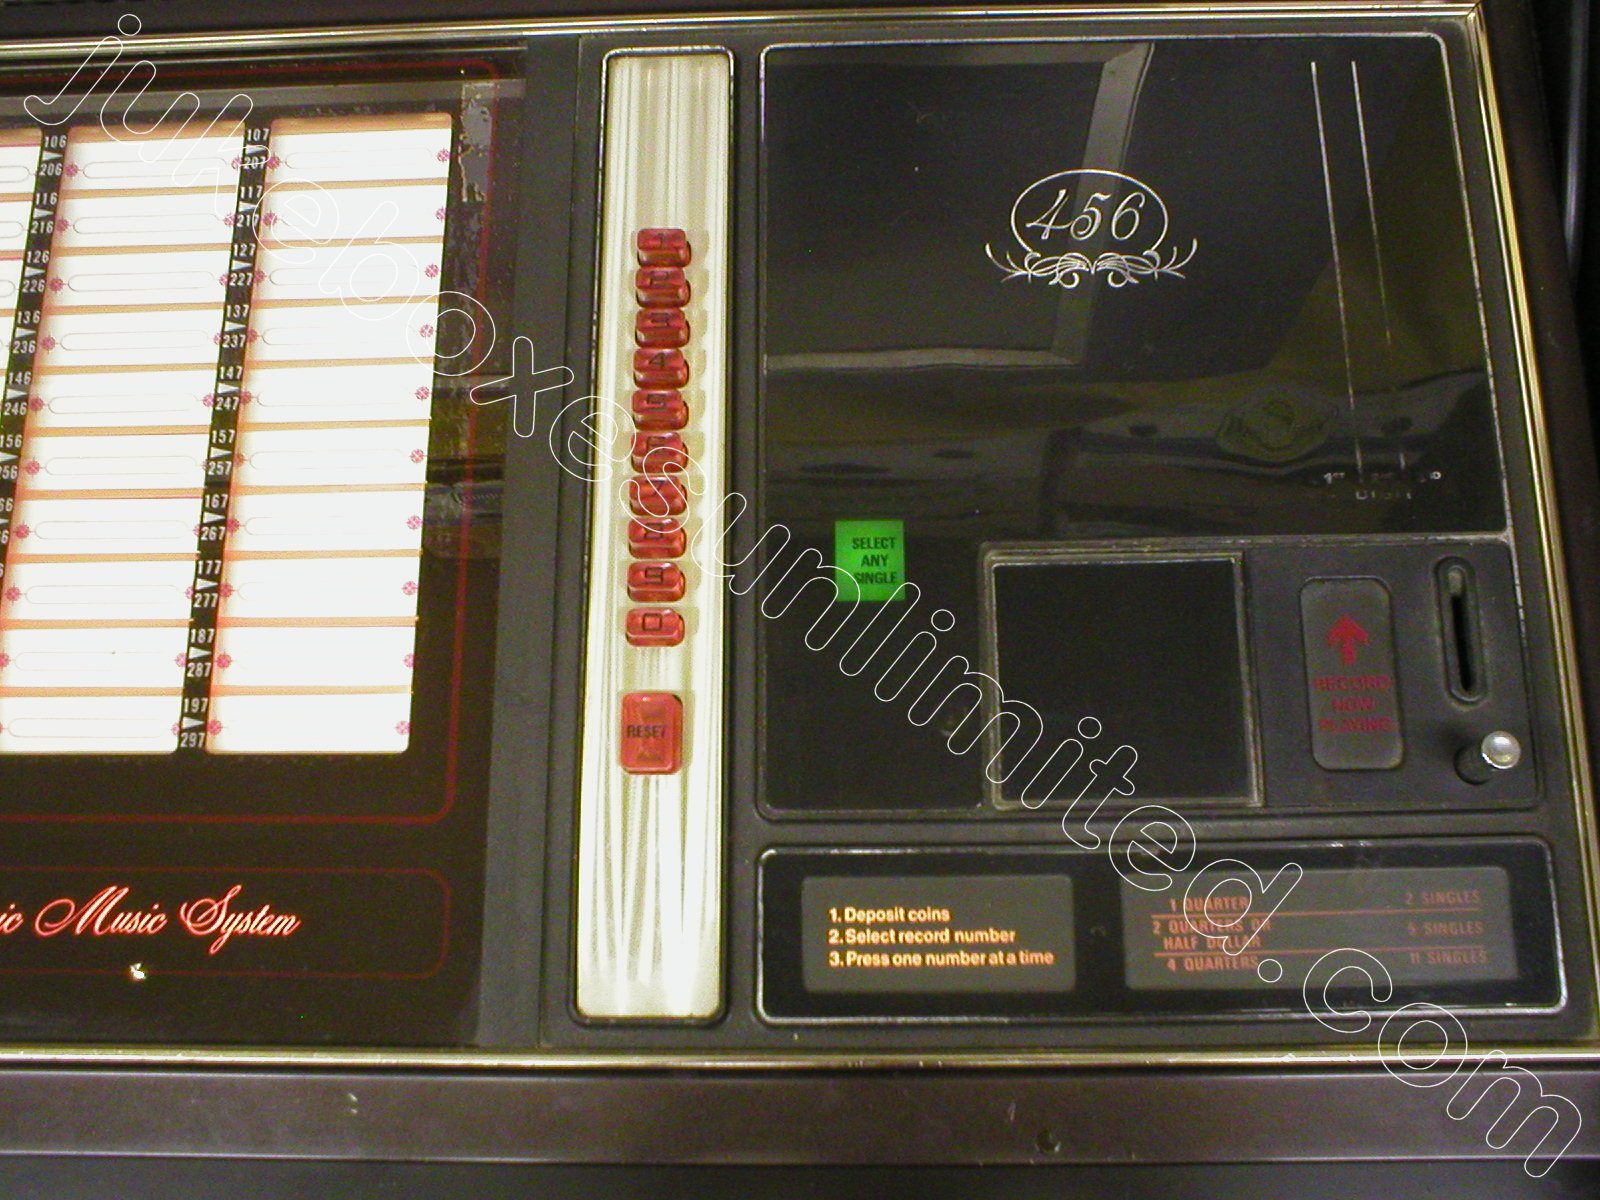 jukeboxesunlimited.com
106
206
116
216
126
226
136
236
146
246
156
256
107
207
117
217
127
227
137
237
147
247
157
257
167
267
177
277
187
287
197
297
Music System
1
2
3
4
5
6
7
8
9
0
RESET
456
SELECT
ANY
SINGLE
RECORD
NOW
PLAYING
1. Deposit coins
2. Select record number
3. Press one number at a time
1 QUARTER 2 SINGLES
2 QUARTERS OR
HALF DOLLAR 5 SINGLES
4 QUARTERS 11 SINGLES